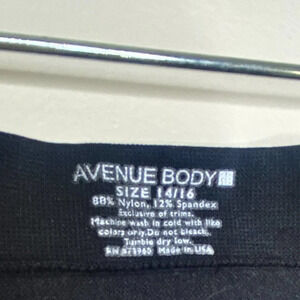 AVENUE BODY
SIZE 14/16
88% Nylon, 12% Spandex
Exclusive of trims.
Machine wash in cold with like
colors only. Do not bleach.
Tumble dry low.
Made in USA